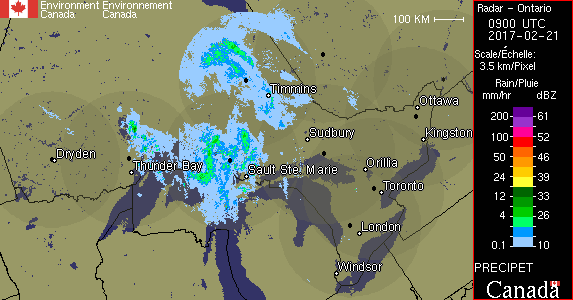 Environment Environnement
Canada Canada
100 KM
Timmins
Ottawa
Sudbury
Kingston
Dryden
Thunder Bay
Sault Ste. Marie
Orillia
Toronto
London
Windsor
Radar - Ontario
0900 UTC
2017-02-21
Scale/Échelle:
3.5 km/Pixel
Rain/Pluie
mm/hr dBZ
200 61
100 52
50 46
24 39
12 33
4 26
0.1 10
PRECIPET
Canada